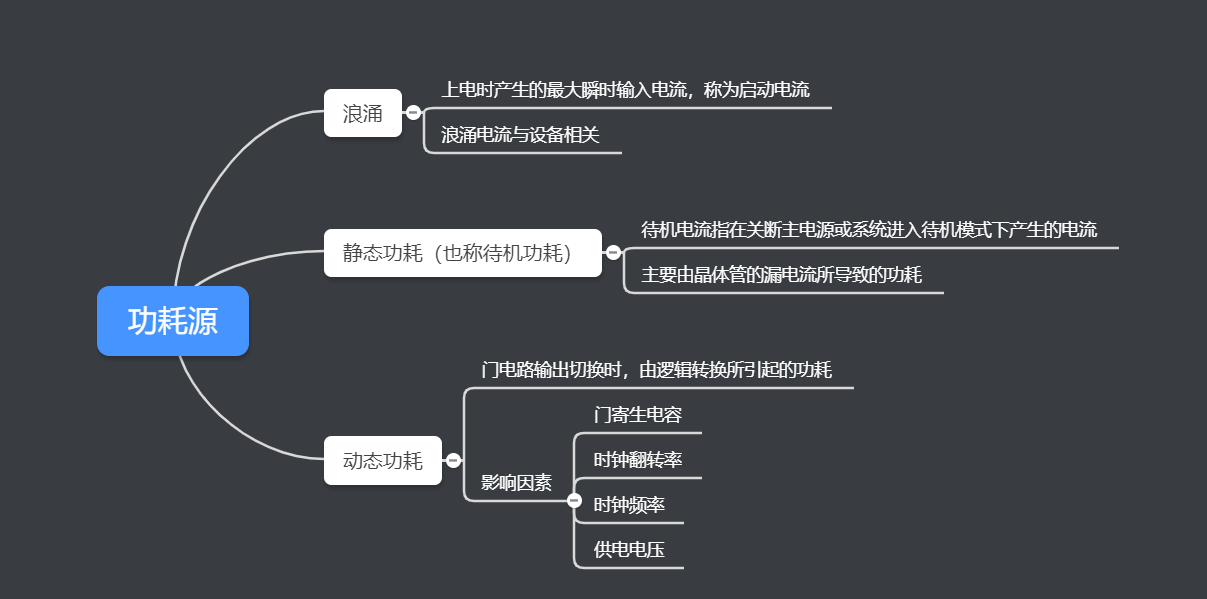 功耗源
浪涌
上电时产生的最大瞬时输入电流，称为启动电流
浪涌电流与设备相关
静态功耗（也称待机功耗）
待机电流指在关断主电源或系统进入待机模式下产生的电流
主要由晶体管的漏电流所导致的功耗
动态功耗
门电路输出切换时，由逻辑转换所引起的功耗
影响因素
门寄生电容
时钟翻转率
时钟频率
供电电压